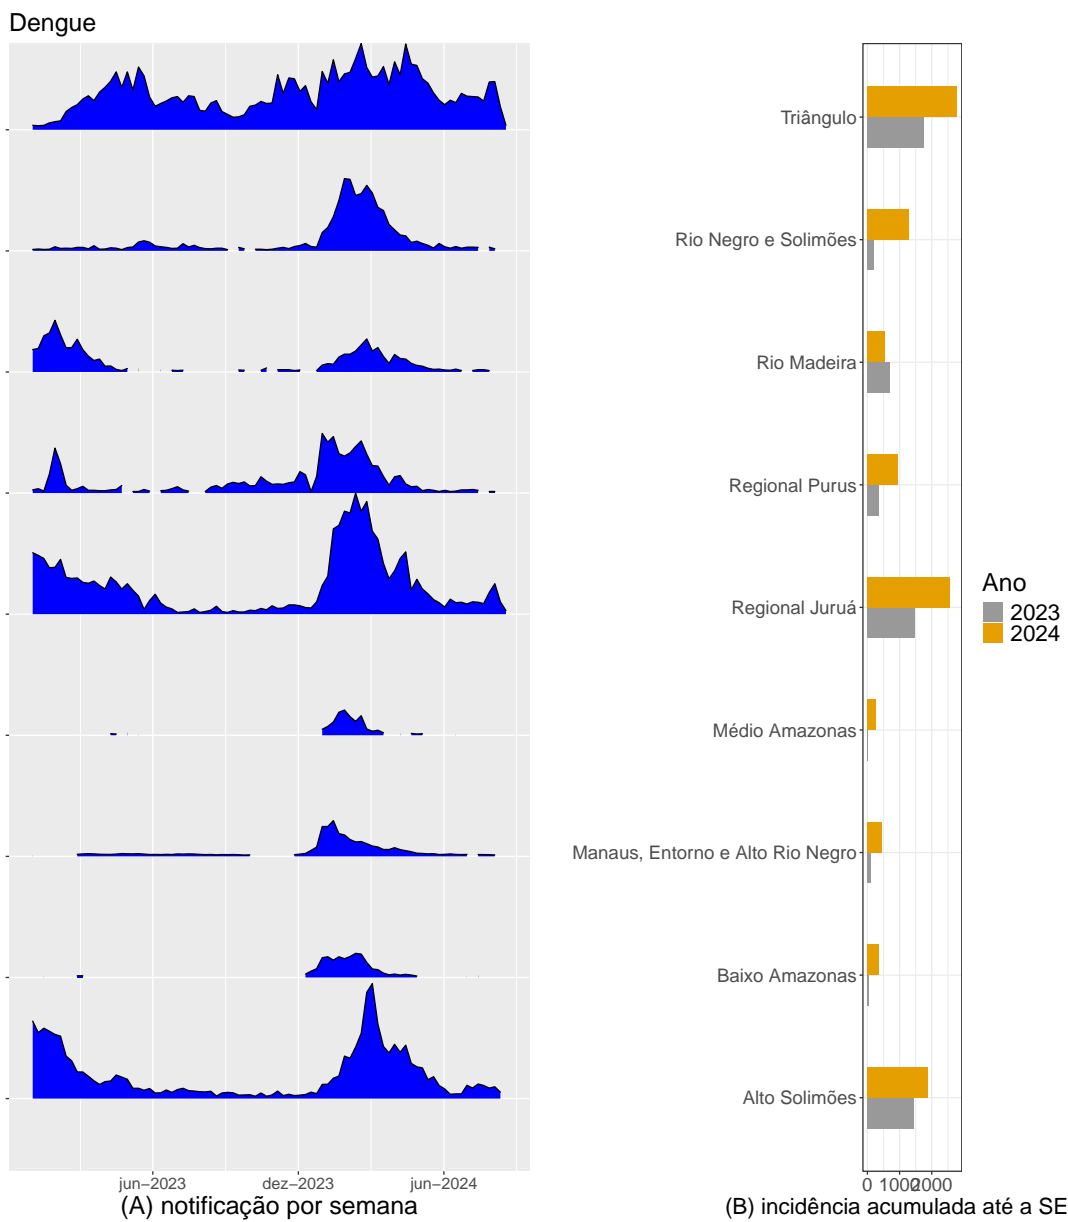 Dengue
Triângulo
Rio Negro e Solimões
Rio Madeira
Regional Purus
Regional Juruá
Médio Amazonas
Manaus, Entorno e Alto Rio Negro
Baixo Amazonas
Alto Solimões
Ano
2023
2024
jun−2023 dez−2023 jun−2024
(A) notificação por semana
0 1000 2000
(B) incidência acumulada até a SE